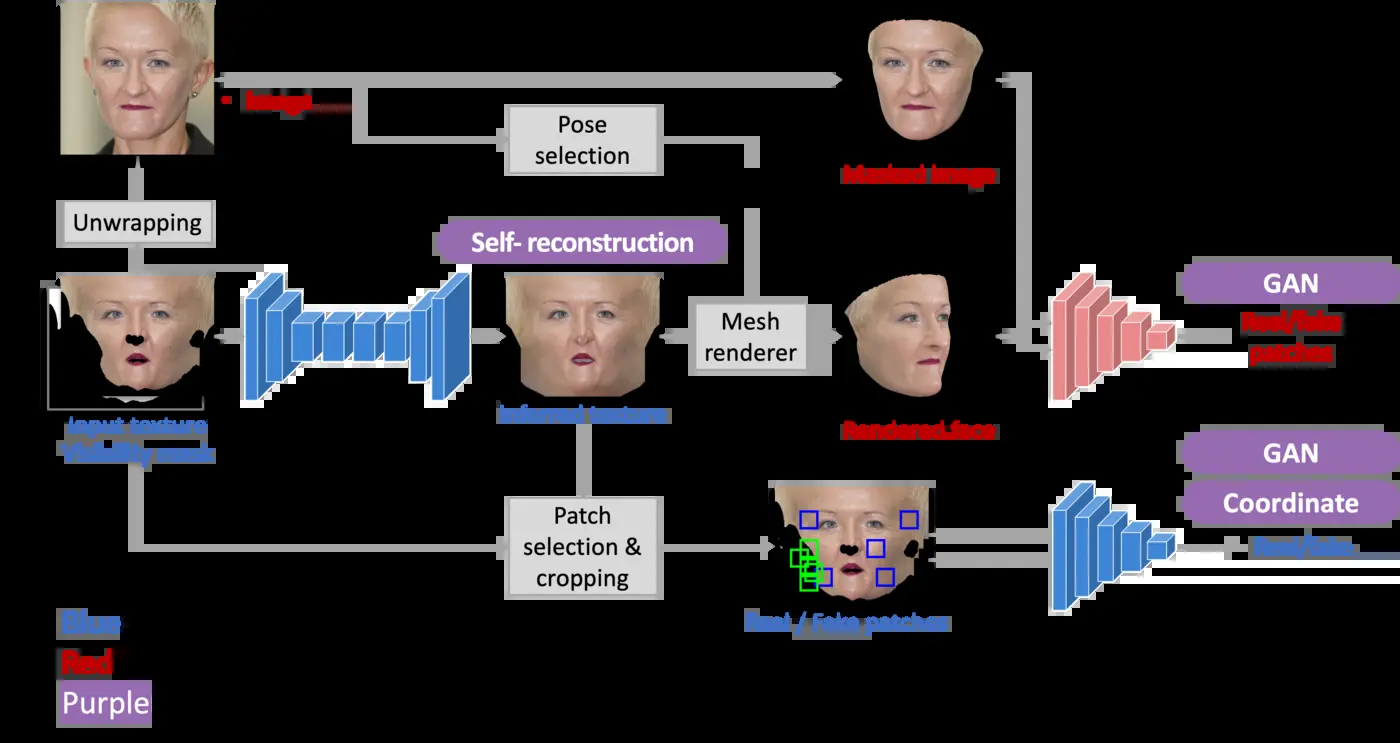 Image
Pose
selection
Masked image
Unwrapping
Self- reconstruction
GAN
Mesh
renderer
Real/fake
patches
Input texture
Visibility mask
Inferred texture
Rendered face
GAN
Coordinate
Patch
selection &
cropping
Real/fake
Real / Fake patches
Blue
Red
Purple